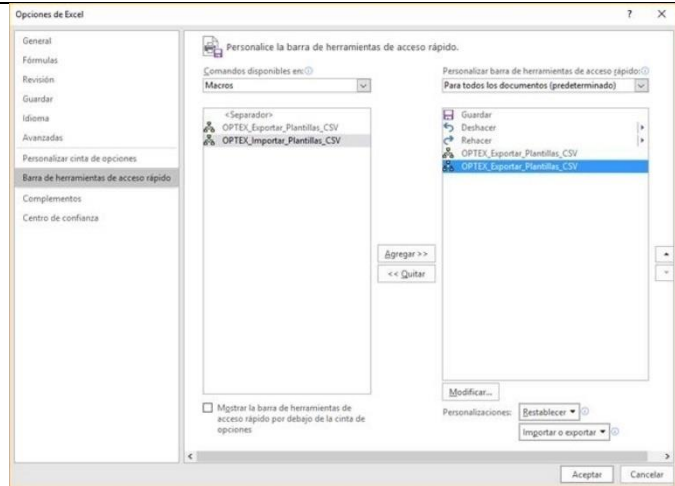 Opciones de Excel
? ×
General
Fórmulas
Revisión
Guardar
Idioma
Avanzadas
Personalizar cinta de opciones
Barra de herramientas de acceso rápido
Complementos
Centro de confianza
Personalice la barra de herramientas de acceso rápido.
Comandos disponibles en:
Macros
<Separador>
OPTEX_Exportar_Plantillas_CSV
OPTEX_Importar_Plantillas_CSV
Agregar >>
<< Quitar
Mostrar la barra de herramientas de
acceso rápido por debajo de la cinta de
opciones
Personalizar barra de herramientas de acceso rápido:
Para todos los documentos (predeterminado)
Guardar
Deshacer
Rehacer
OPTEX_Exportar_Plantillas_CSV
OPTEX_Exportar_Plantillas_CSV
Modificar...
Personalizaciones: Restablecer
Importar o exportar
Aceptar Cancelar